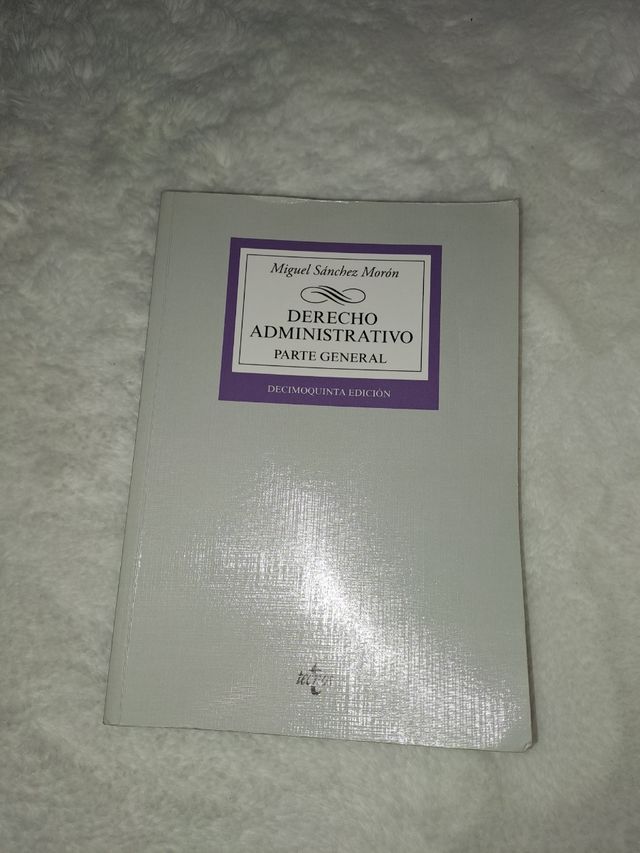 Miguel Sánchez Morón
DERECHO
ADMINISTRATIVO
PARTE GENERAL
DECIMOQUINTA EDICIÓN
tecnos